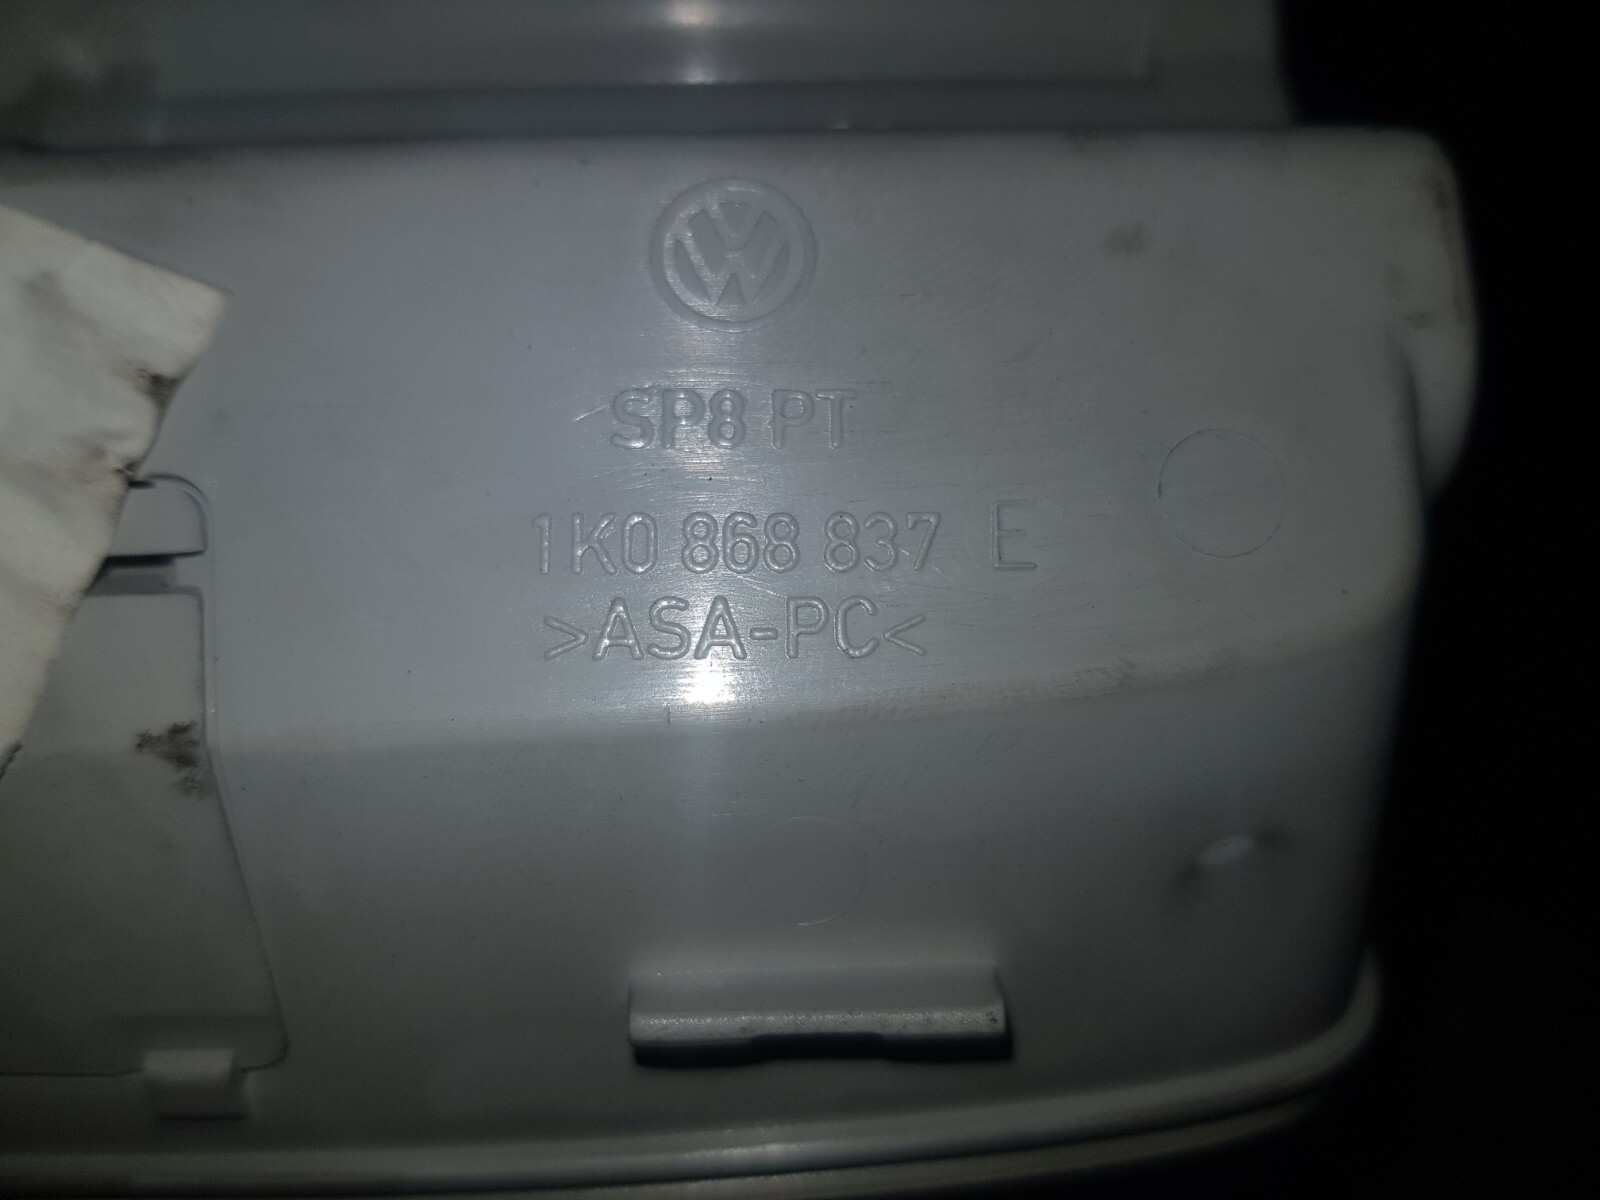 SP8 PT
1K0 868 837 E
>ASA-PC<